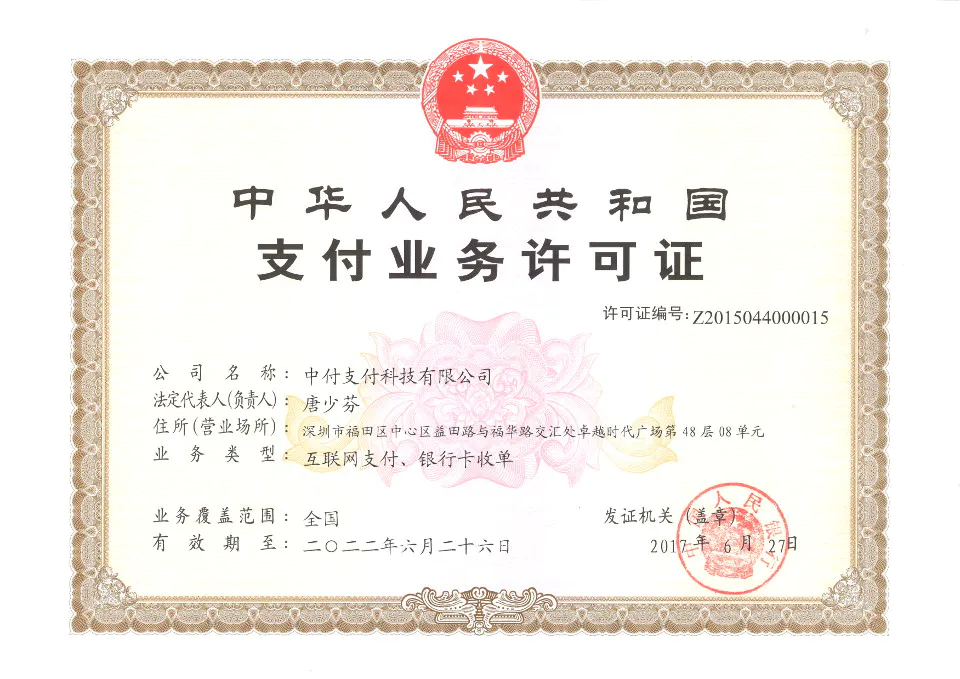 中华人民共和国
支付业务许可证
许可证编号:Z2015044000015
公司名称：中付支付科技有限公司
法定代表人(负责人)：唐少芬
住所(营业场所)：深圳市福田区中心区益田路与福华路交汇处卓越时代广场第48层08单元
业务类型：互联网支付、银行卡收单
业务覆盖范围：全国
有效期至：二〇二二年六月二十六日
发证机关（盖章）
2017年6月27日
中国人民银行